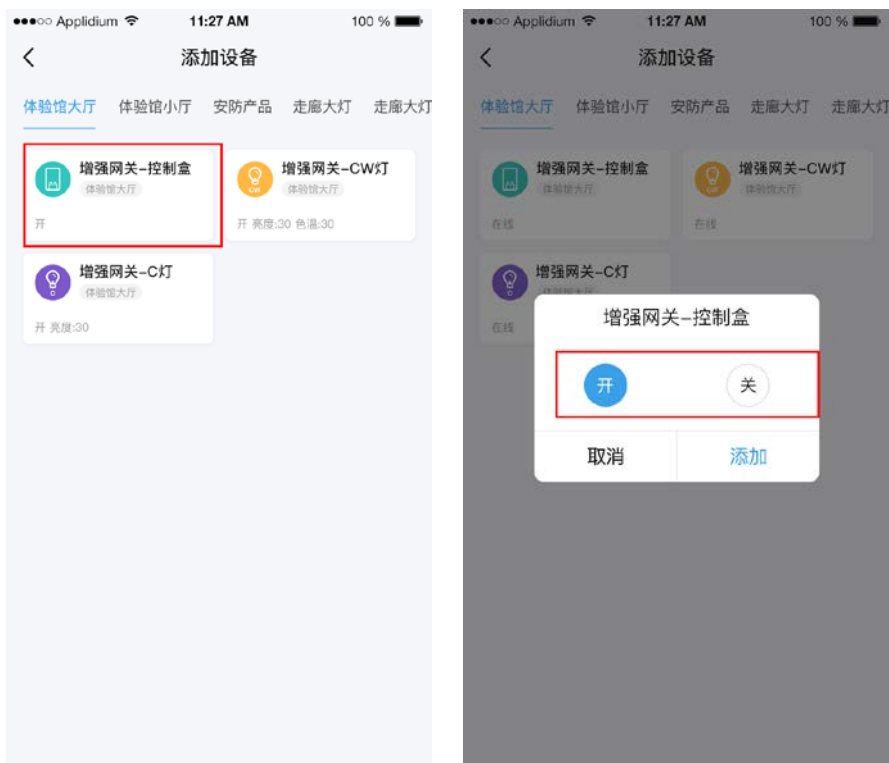 Applidium 11:27 AM 100 %
添加设备
体验馆大厅 体验馆小厅 安防产品 走廊大灯 走廊大灯
增强网关-控制盒
体验馆大厅
开
增强网关-CW灯
CW
体验馆大厅
开 亮度:30 色温:30
增强网关-C灯
C
体验馆大厅
开 亮度:30
Applidium 11:27 AM 100 %
添加设备
体验馆大厅 体验馆小厅 安防产品 走廊大灯 走廊大灯
增强网关-控制盒
体验馆大厅
在线
增强网关-CW灯
CW
体验馆大厅
在线
增强网关-C灯
C
体验馆大厅
在线
增强网关-控制盒
开 关
取消 添加